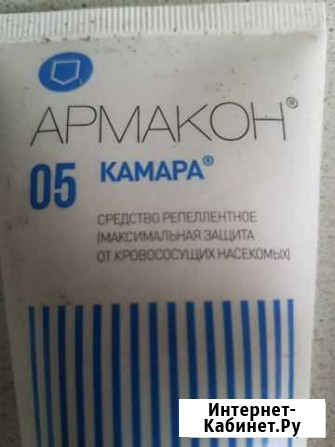 АРМАКОН®
05 КАМАРА®
СРЕДСТВО РЕПЕЛЛЕНТНОЕ
(МАКСИМАЛЬНАЯ ЗАЩИТА
ОТ КРОВОСОСУЩИХ НАСЕКОМЫХ)
Интернет-
Кабинет.Ру